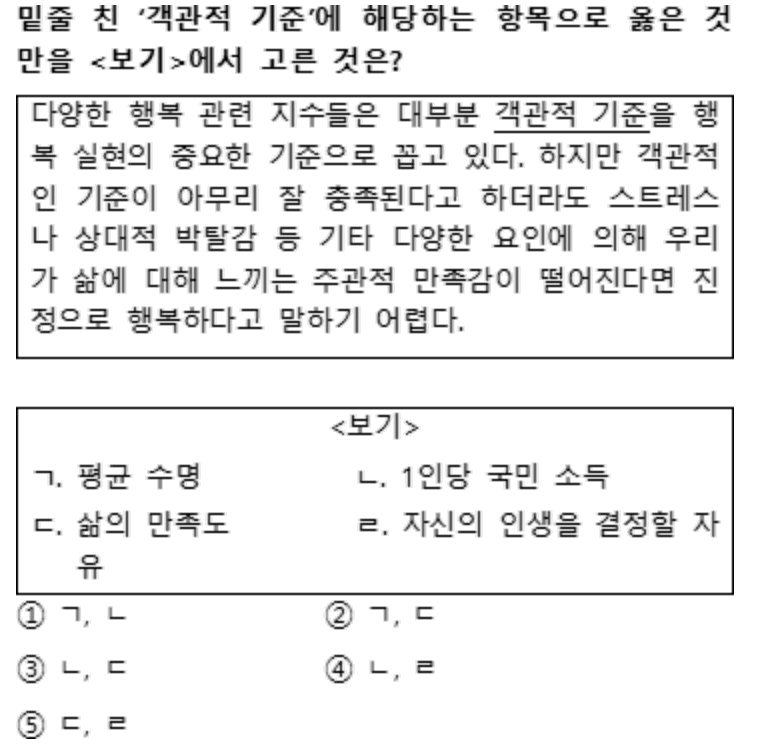 밑줄 친 ‘객관적 기준’에 해당하는 항목으로 옳은 것
만을 <보기>에서 고른 것은?
다양한 행복 관련 지수들은 대부분 객관적 기준을 행
복 실현의 중요한 기준으로 꼽고 있다. 하지만 객관적
인 기준이 아무리 잘 충족된다고 하더라도 스트레스
나 상대적 박탈감 등 기타 다양한 요인에 의해 우리
가 삶에 대해 느끼는 주관적 만족감이 떨어진다면 진
정으로 행복하다고 말하기 어렵다.
<보기>
ㄱ. 평균 수명 ㄴ. 1인당 국민 소득
ㄷ. 삶의 만족도 ㄹ. 자신의 인생을 결정할 자
유
① ㄱ, ㄴ ② ㄱ, ㄷ
③ ㄴ, ㄷ ④ ㄴ, ㄹ
⑤ ㄷ, ㄹ